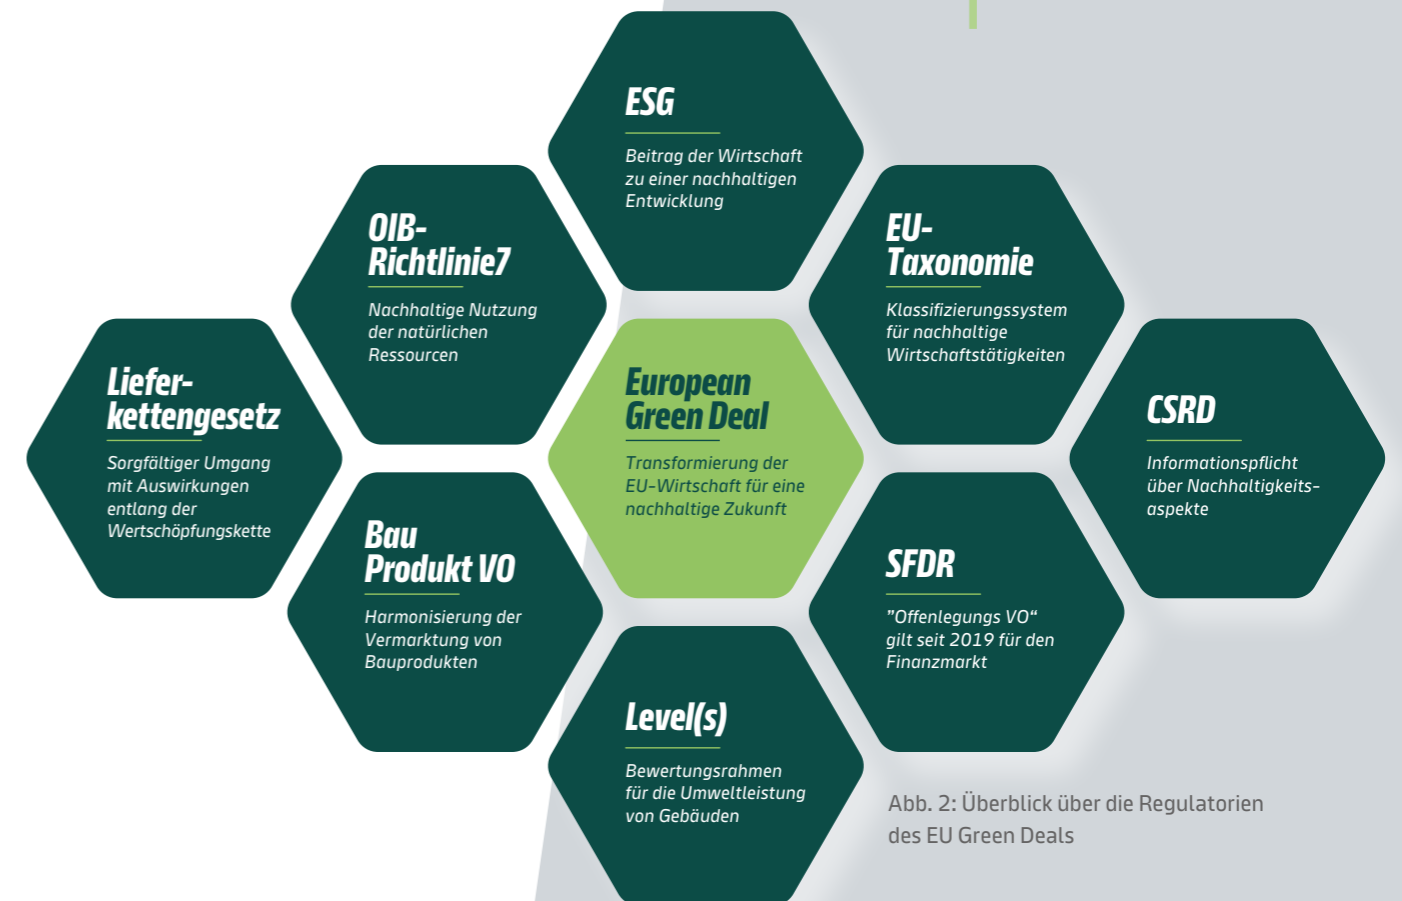 ESG
Beitrag der Wirtschaft
zu einer nachhaltigen
Entwicklung
OIB-
Richtlinie7
Nachhaltige Nutzung
der natürlichen
Ressourcen
EU-
Taxonomie
Klassifizierungssystem
für nachhaltige
Wirtschaftstätigkeiten
Liefer-
kettengesetz
Sorgfältiger Umgang
mit Auswirkungen
entlang der
Wertschöpfungskette
European
Green Deal
Transformierung der
EU-Wirtschaft für eine
nachhaltige Zukunft
CSRD
Informationspflicht
über Nachhaltigkeits-
aspekte
Bau
Produkt VO
Harmonisierung der
Vermarktung von
Bauprodukten
SFDR
”Offenlegungs VO“
gilt seit 2019 für den
Finanzmarkt
Level(s)
Bewertungsrahmen
für die Umweltleistung
von Gebäuden
Abb. 2: Überblick über die Regulatorien
des EU Green Deals